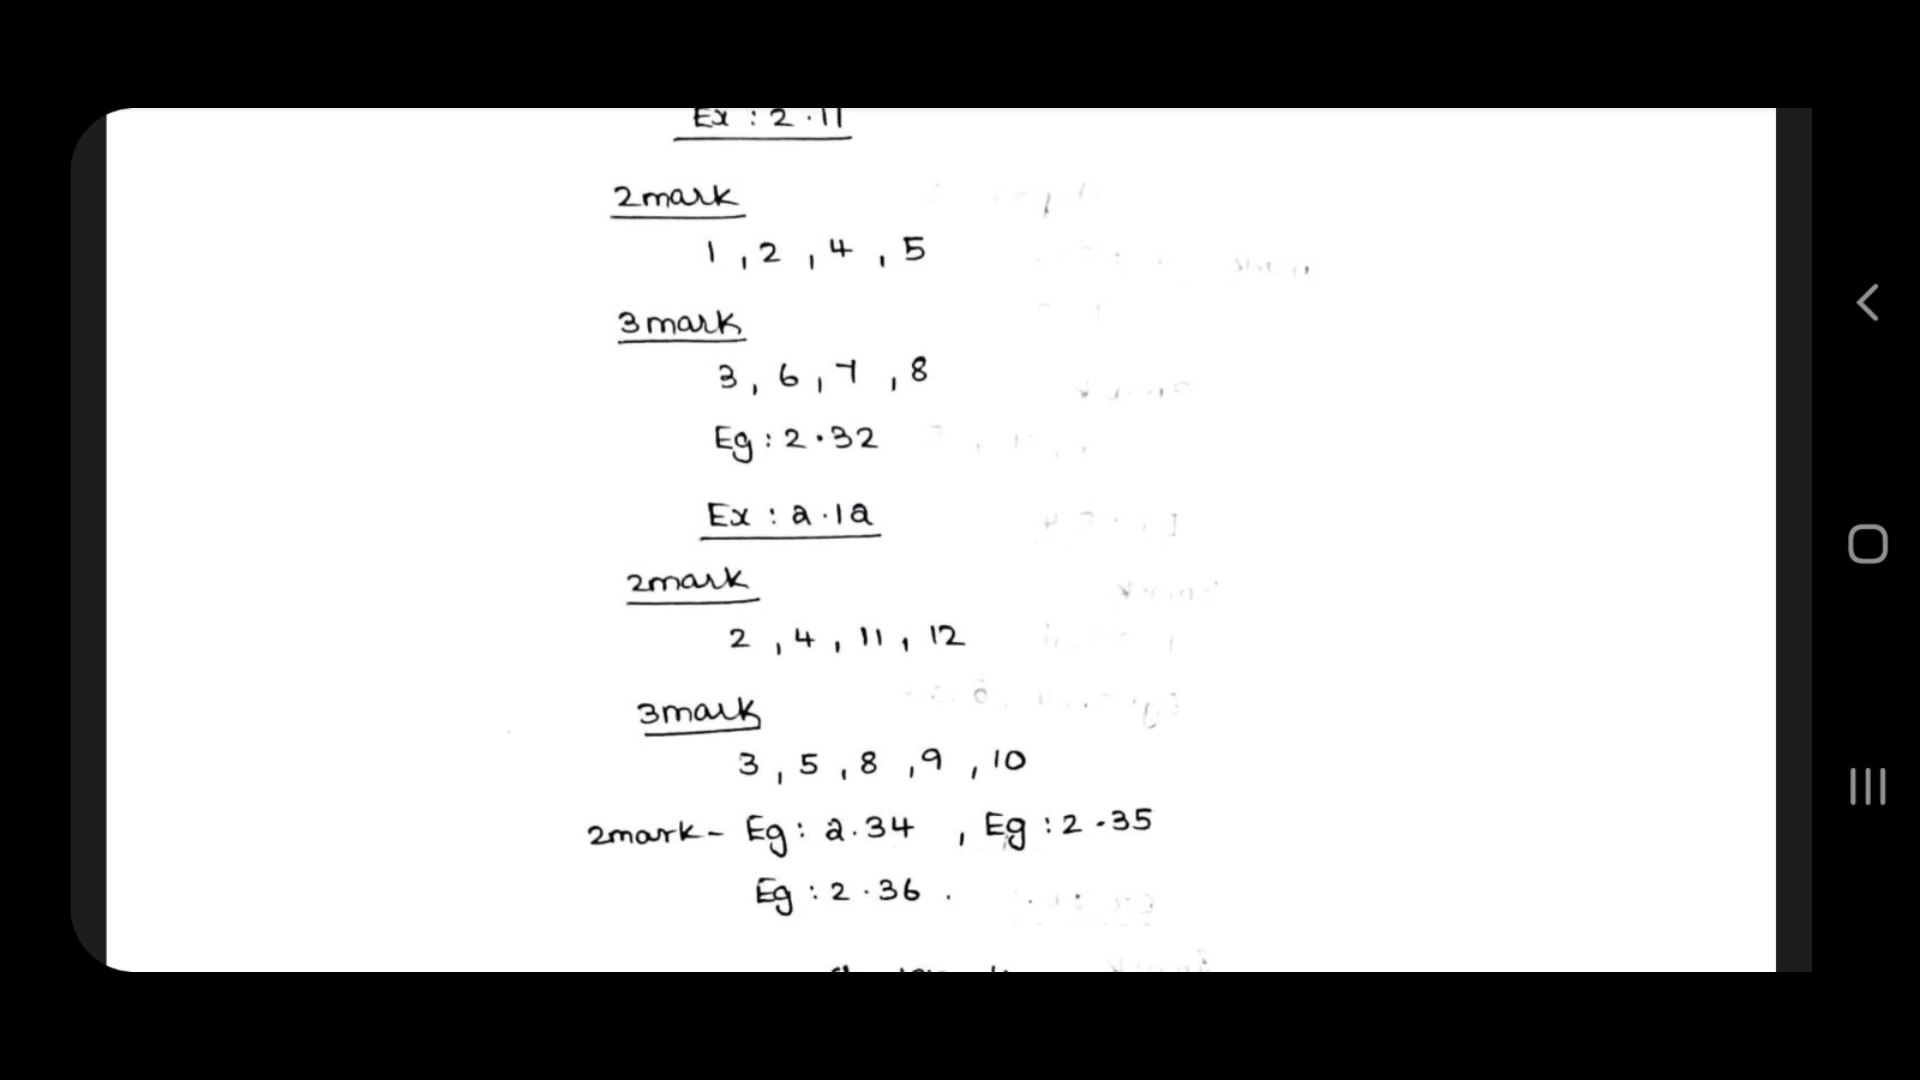 Ex : 2.11
2mark
1, 2, 4, 5
3mark
3, 6, 7, 8
Eg : 2.32
Ex : 2.12
2mark
2, 4, 11, 12
3mark
3, 5, 8, 9, 10
2mark - Eg : 2.34, Eg : 2.35
Eg : 2.36.